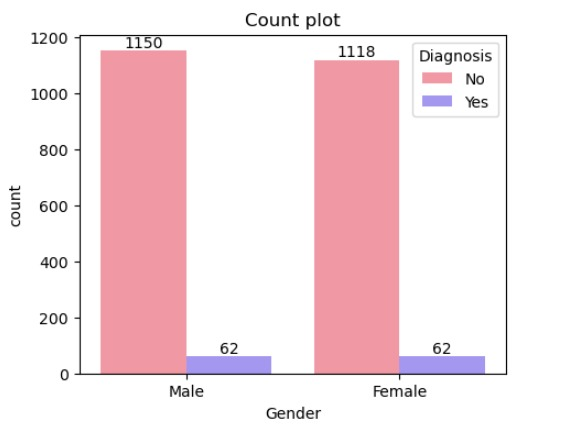 Count plot
1200
1000
800
600
400
200
0
count
1150
62
1118
62
Diagnosis
No
Yes
Male
Female
Gender